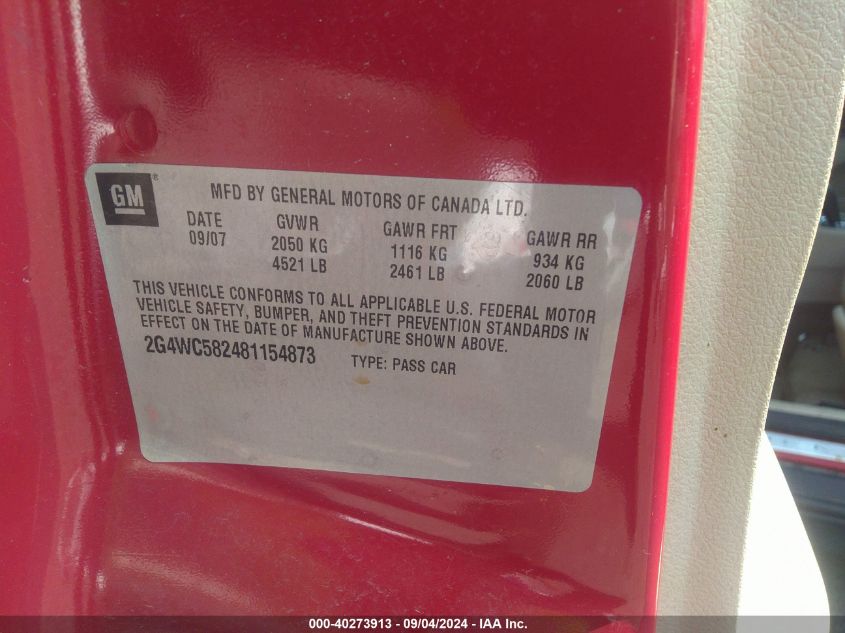 GM®
MFD BY GENERAL MOTORS OF CANADA LTD.
DATE GVWR GAWR FRT GAWR RR
09/07 2050 KG 1116 KG 934 KG
4521 LB 2461 LB 2060 LB
THIS VEHICLE CONFORMS TO ALL APPLICABLE U.S. FEDERAL MOTOR
VEHICLE SAFETY, BUMPER, AND THEFT PREVENTION STANDARDS IN
EFFECT ON THE DATE OF MANUFACTURE SHOWN ABOVE.
2G4WC582481154873 TYPE: PASS CAR
000-40273913 - 09/04/2024 - IAA Inc.